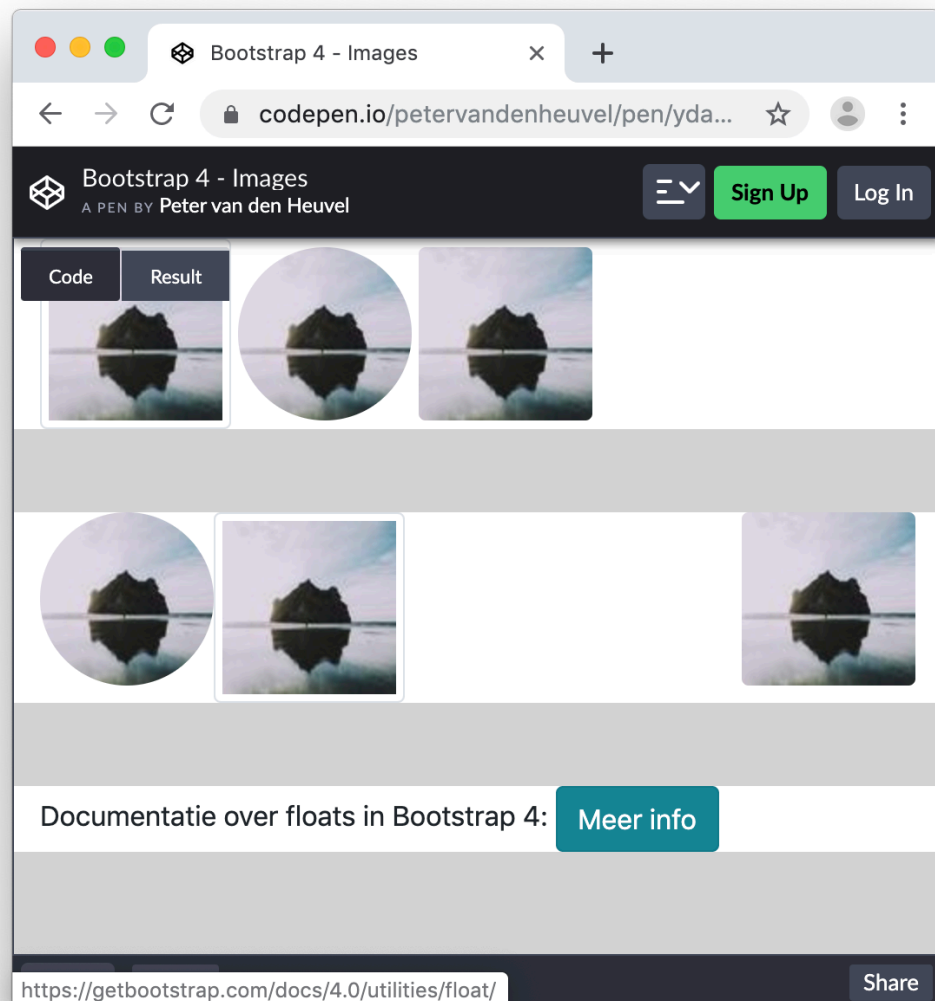 Bootstrap 4 - Images
codepen.io/petervandenheuvel/pen/yda...
Bootstrap 4 - Images
A PEN BY Peter van den Heuvel
Sign Up
Log In
Code
Result
Documentatie over floats in Bootstrap 4:
Meer info
https://getbootstrap.com/docs/4.0/utilities/float/
Share